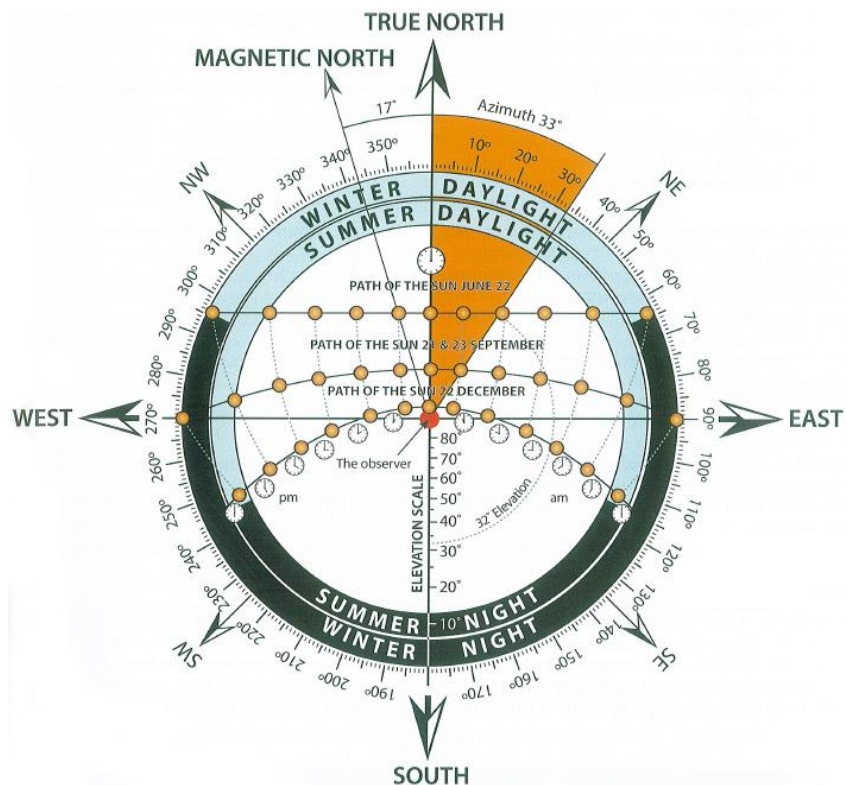 TRUE NORTH
MAGNETIC NORTH
17°
Azimuth 33°
350°
340°
330°
320°
310°
300°
290°
280°
270°
260°
250°
240°
230°
220°
210°
200°
190°
10°
20°
30°
40°
50°
60°
70°
80°
90°
100°
110°
120°
130°
140°
150°
160°
170°
NW
NE
WINTER DAYLIGHT
SUMMER DAYLIGHT
PATH OF THE SUN JUNE 22
PATH OF THE SUN 21 & 23 SEPTEMBER
PATH OF THE SUN 22 DECEMBER
WEST
EAST
The observer
pm
am
ELEVATION SCALE
80°
70°
60°
50°
40°
30°
20°
10°
32° Elevation
SUMMER NIGHT
WINTER NIGHT
SW
SE
SOUTH